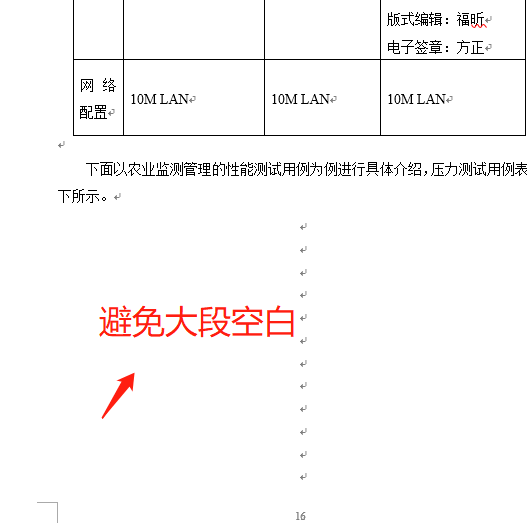 版式编辑：福昕
电子签章：方正
网 络
配置
10M LAN
10M LAN
10M LAN
下面以农业监测管理的性能测试用例为例进行具体介绍，压力测试用例表
下所示。
避免大段空白
16